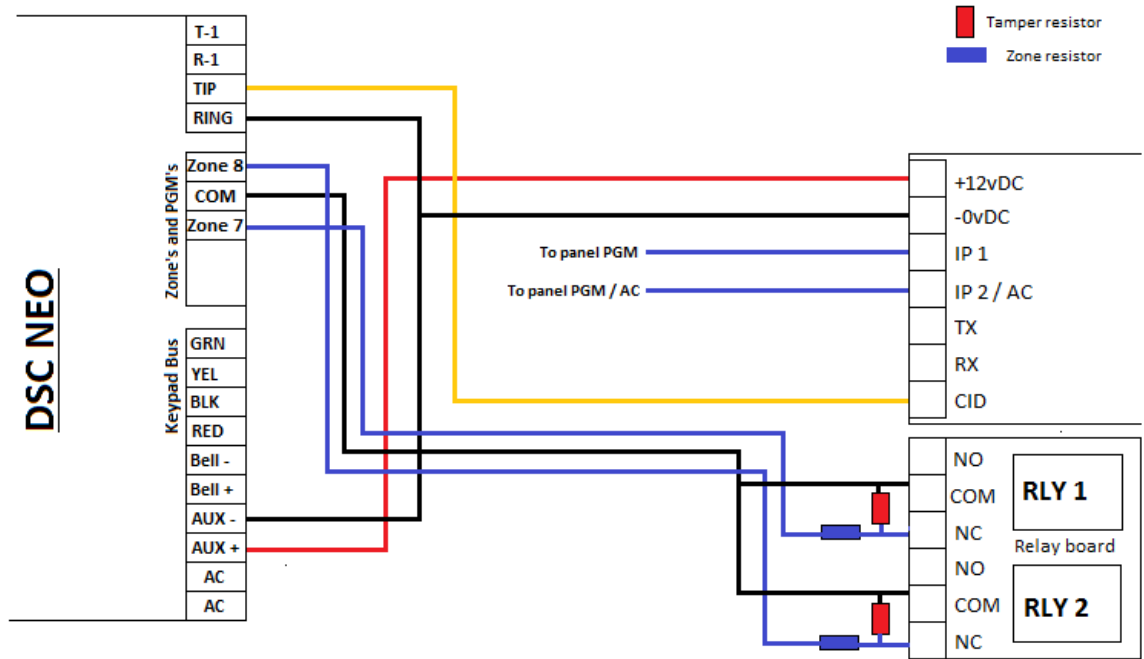 DSC NEO
T-1
R-1
TIP
RING
Zone's and PGM's
Zone 8
COM
Zone 7
Keypad Bus
GRN
YEL
BLK
RED
Bell -
Bell +
AUX -
AUX +
AC
AC
Tamper resistor
Zone resistor
To panel PGM
To panel PGM / AC
+12vDC
-0vDC
IP 1
IP 2 / AC
TX
RX
CID
NO
COM
NC
NO
COM
NC
RLY 1
Relay board
RLY 2